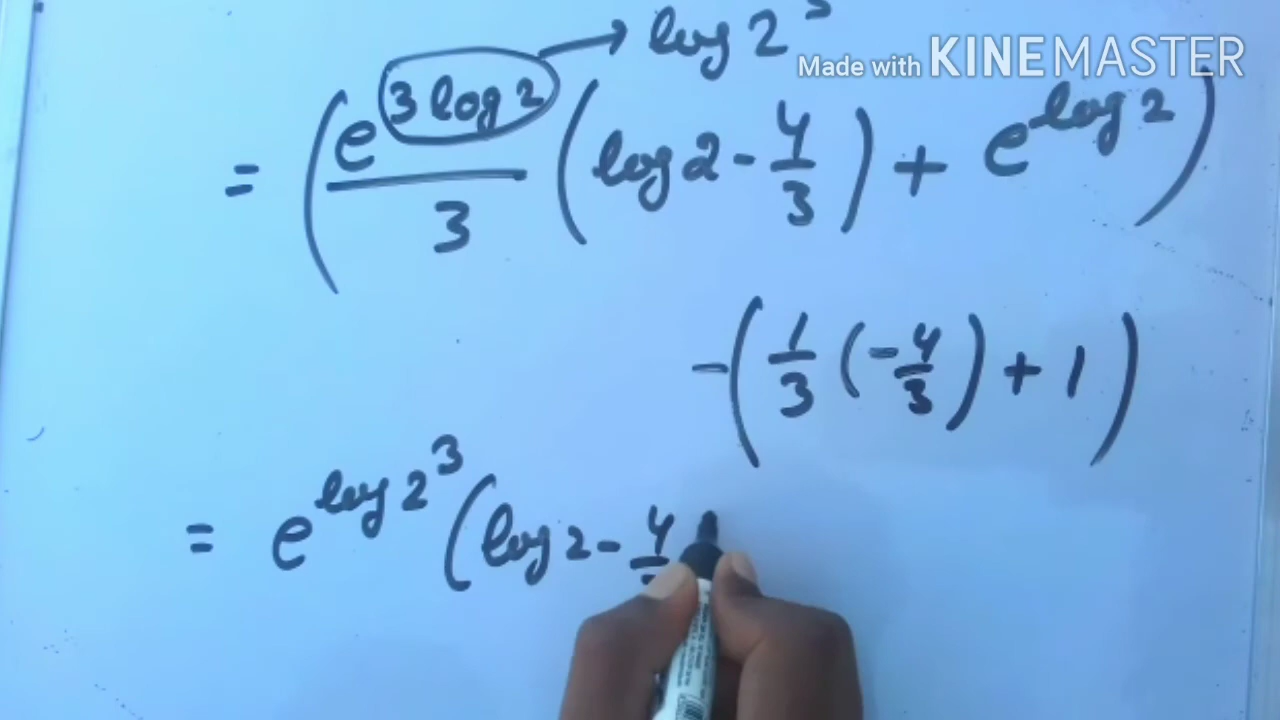 → log 2³
Made with KINEMASTER
= (e^{3 log 2}/3 (log 2 - 4/3) + e^{log 2})
-(1/3 (-4/3) + 1)
= e^{log 2³} (log 2 - 4